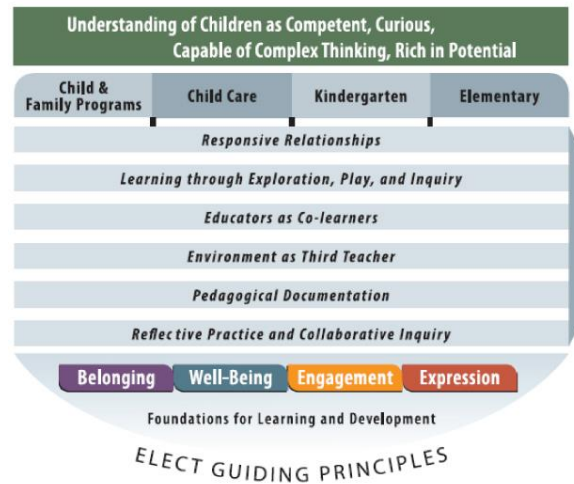 Understanding of Children as Competent, Curious,
Capable of Complex Thinking, Rich in Potential
Child &
Family Programs
Child Care
Kindergarten
Elementary
Responsive Relationships
Learning through Exploration, Play, and Inquiry
Educators as Co-learners
Environment as Third Teacher
Pedagogical Documentation
Reflective Practice and Collaborative Inquiry
Belonging
Well-Being
Engagement
Expression
Foundations for Learning and Development
ELECT GUIDING PRINCIPLES